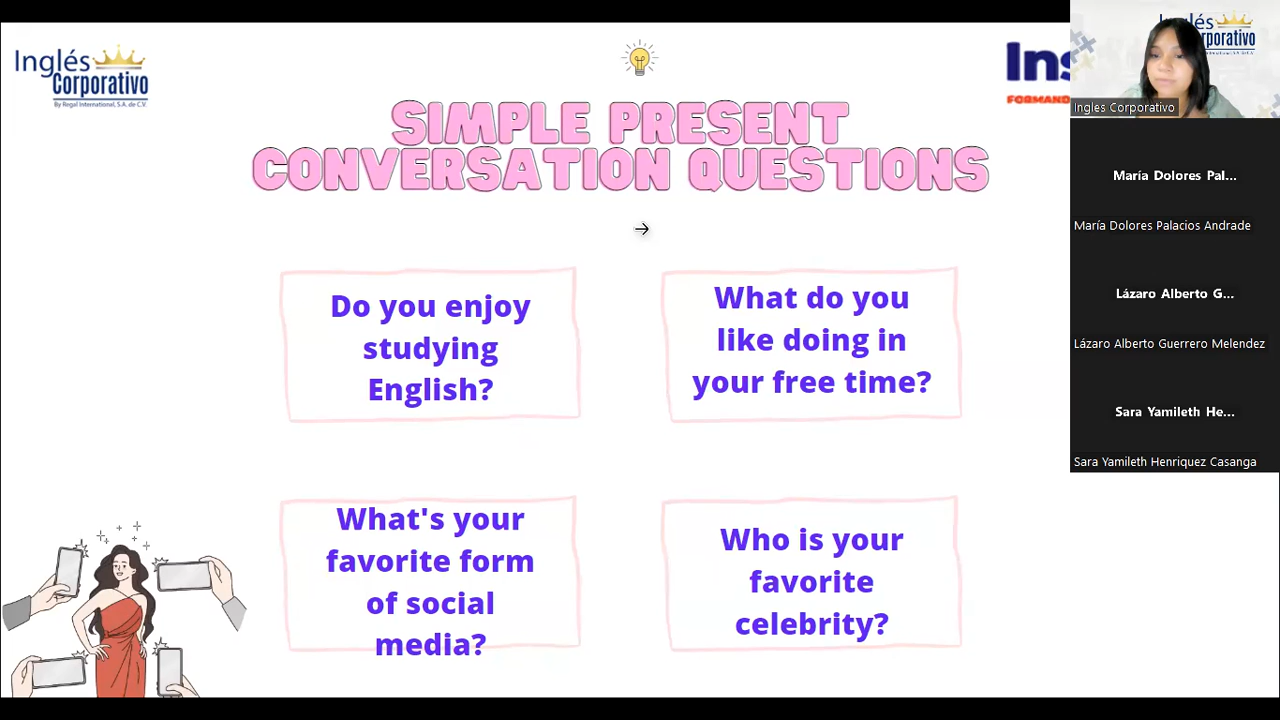 Inglés
Corporativo
By Regal International, S.A. de C.V.
Ins
FORMAND
SIMPLE PRESENT
CONVERSATION QUESTIONS
Do you enjoy
studying
English?
What do you
like doing in
your free time?
What's your
favorite form
of social
media?
Who is your
favorite
celebrity?
Inglés
rporativo
Ingles Corporativo
María Dolores Pal...
María Dolores Palacios Andrade
Lázaro Alberto G...
Lázaro Alberto Guerrero Melendez
Sara Yamileth He...
Sara Yamileth Henriquez Casanga